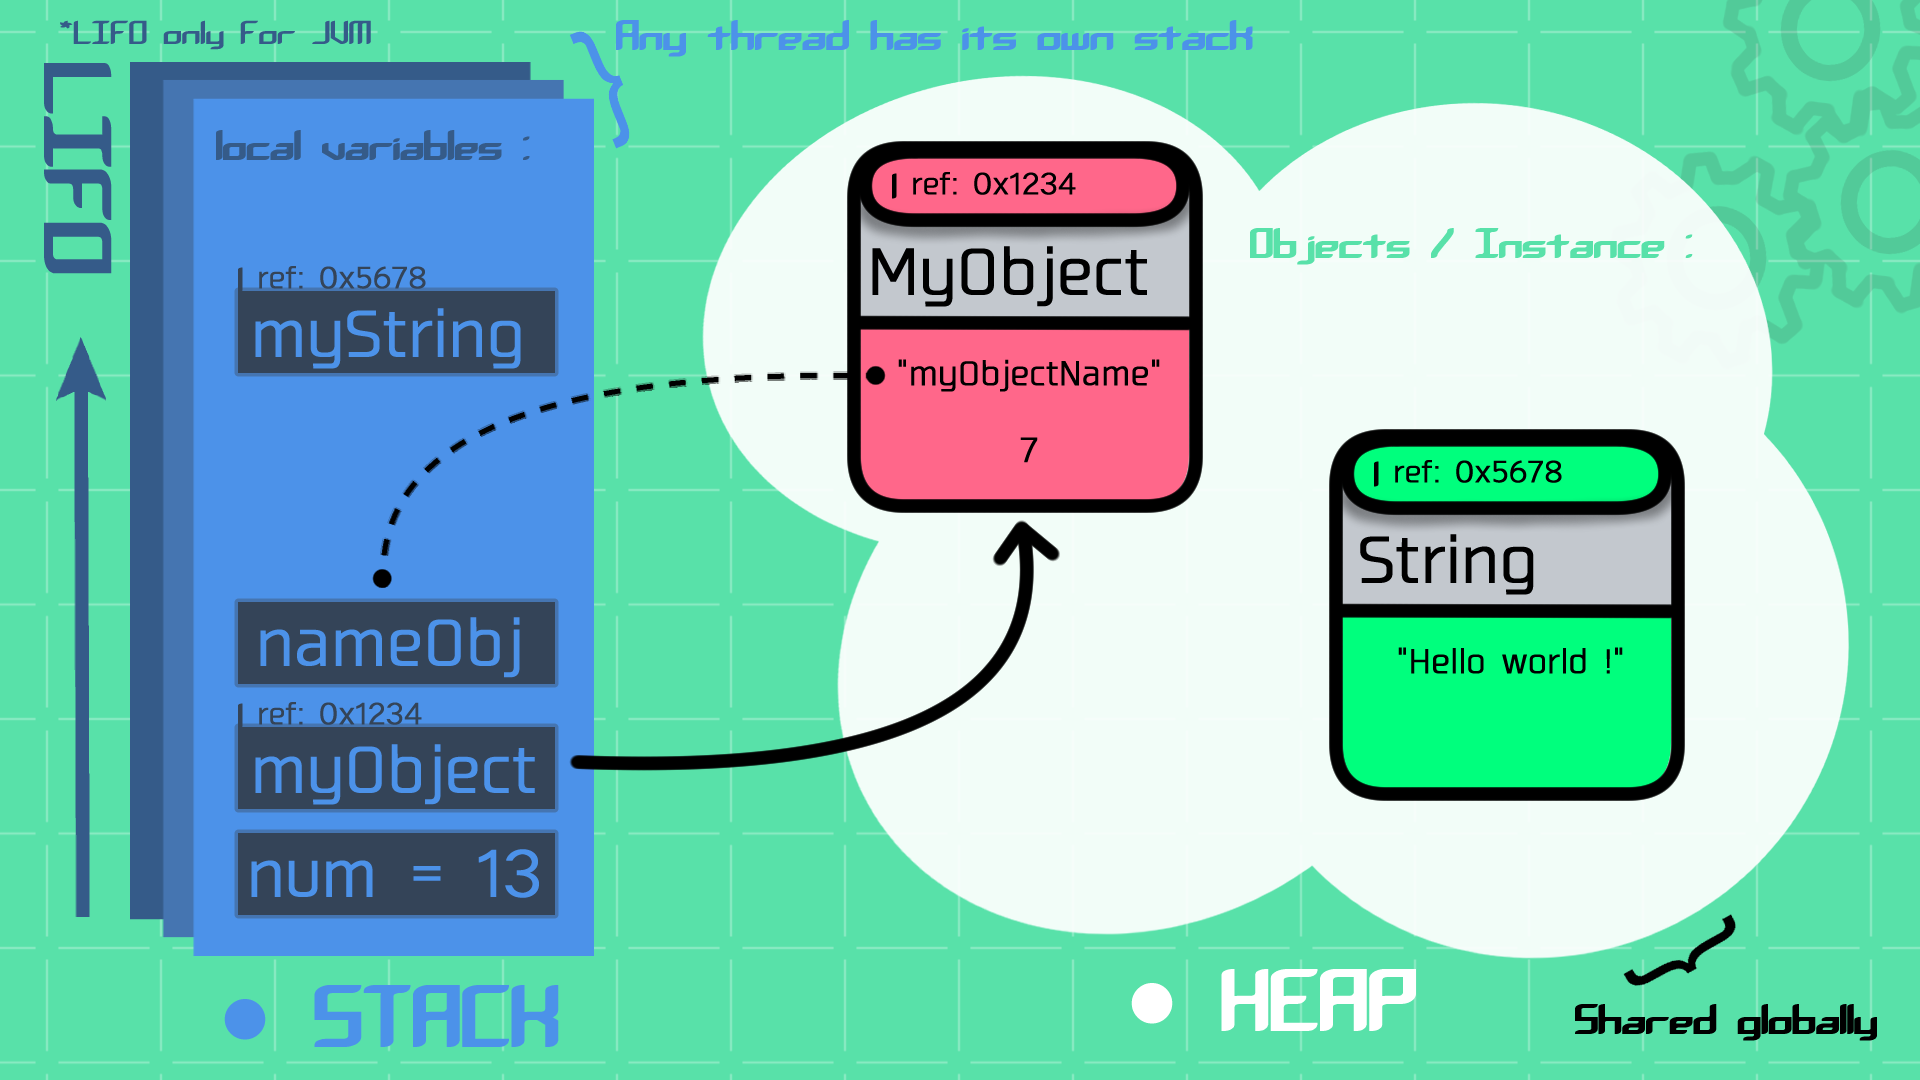 *LIFO only for JVM
Any thread has its own stack
LIFO
local variables :
| ref: 0x5678
myString
nameObj
| ref: 0x1234
myObject
num = 13
STACK
| ref: 0x1234
MyObject
"myObjectName"
7
Objects / Instance :
| ref: 0x5678
String
"Hello world !"
HEAP
Shared globally